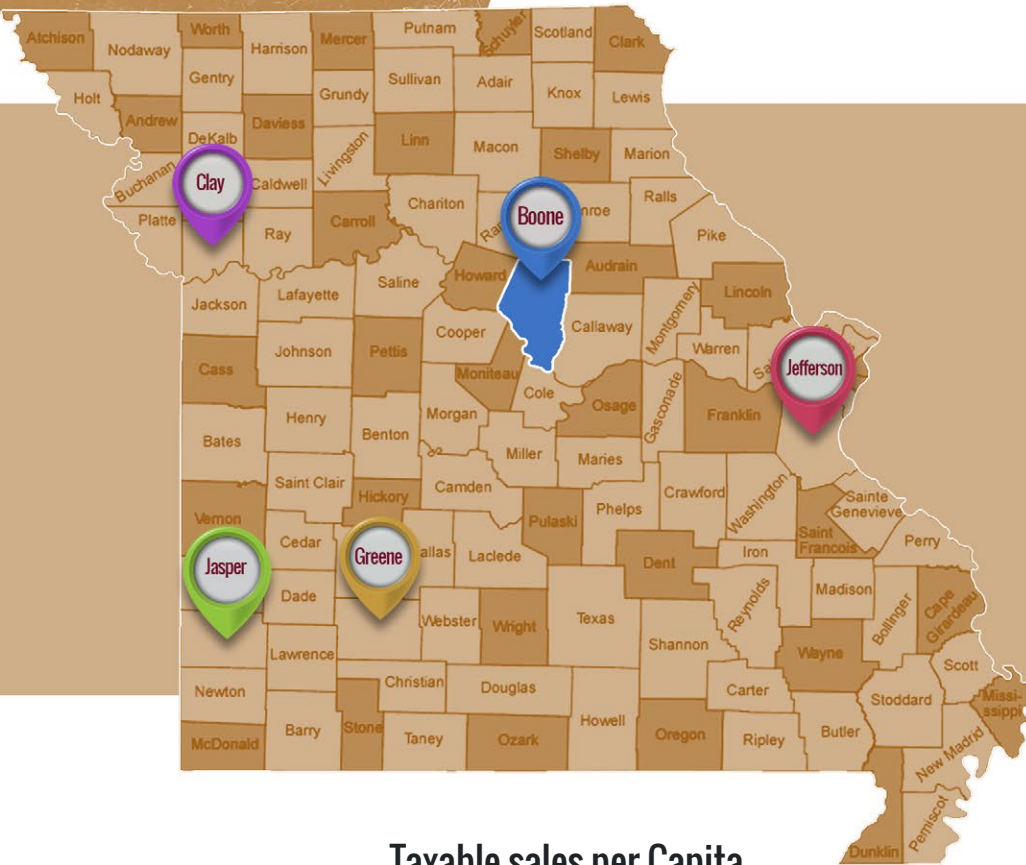 Atchison
Nodaway
Worth
Harrison
Mercer
Putnam
Schuyler
Scotland
Clark
Holt
Gentry
Grundy
Sullivan
Adair
Knox
Lewis
Andrew
DeKalb
Daviess
Livingston
Linn
Macon
Shelby
Marion
Buchanan
Clay
Caldwell
Chariton
Ra
Boone
nroe
Ralls
Platte
Ray
Carroll
Pike
Howard
Audrain
Jackson
Lafayette
Saline
Lincoln
Johnson
Cooper
Callaway
Montgomery
Warren
Sa
Jefferson
Cass
Pettis
Moniteau
Cole
Osage
Gasconade
Franklin
Bates
Henry
Benton
Morgan
Miller
Maries
Saint Clair
Hickory
Camden
Pulaski
Phelps
Crawford
Washington
Sainte
Genevieve
Saint
Francois
Perry
Vernon
Cedar
Greene
allas
Laclede
Dent
Iron
Jasper
Dade
Madison
Reynolds
Bollinger
Cape
Girardeau
Webster
Wright
Texas
Shannon
Wayne
Lawrence
Scott
Newton
Christian
Douglas
Carter
Stoddard
Missi-
ssippi
McDonald
Barry
Stone
Taney
Ozark
Howell
Oregon
Ripley
Butler
New Madrid
Pemiscot
Dunklin
Taxable sales per Capita